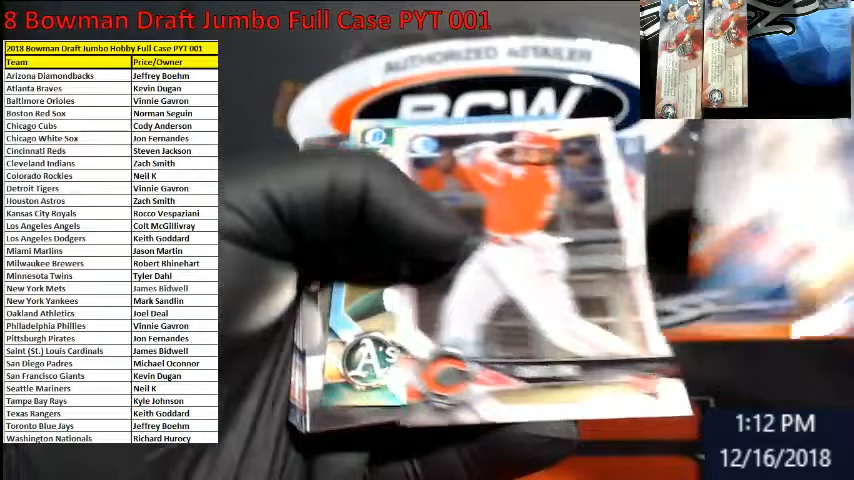 8 Bowman Draft Jumbo Full Case PYT 001
2018 Bowman Draft Jumbo Hobby Full Case PYT 001
Team Price/Owner
Arizona Diamondbacks Jeffrey Boehm
Atlanta Braves Kevin Dugan
Baltimore Orioles Vinnie Gavron
Boston Red Sox Norman Seguin
Chicago Cubs Cody Anderson
Chicago White Sox Jon Fernandes
Cincinnati Reds Steven Jackson
Cleveland Indians Zach Smith
Colorado Rockies Neil K
Detroit Tigers Vinnie Gavron
Houston Astros Zach Smith
Kansas City Royals Rocco Vespaziani
Los Angeles Angels Colt McGillivray
Los Angeles Dodgers Keith Goddard
Miami Marlins Jason Martin
Milwaukee Brewers Robert Rhinehart
Minnesota Twins Tyler Dahl
New York Mets James Bidwell
New York Yankees Mark Sandlin
Oakland Athletics Joel Deal
Philadelphia Phillies Vinnie Gavron
Pittsburgh Pirates Jon Fernandes
Saint (St.) Louis Cardinals James Bidwell
San Diego Padres Michael Oconnor
San Francisco Giants Kevin Dugan
Seattle Mariners Neil K
Tampa Bay Rays Kyle Johnson
Texas Rangers Keith Goddard
Toronto Blue Jays Jeffrey Boehm
Washington Nationals Richard Hurocy
AUTHORIZED RETAILER
BCW
A's
1:12 PM
12/16/2018